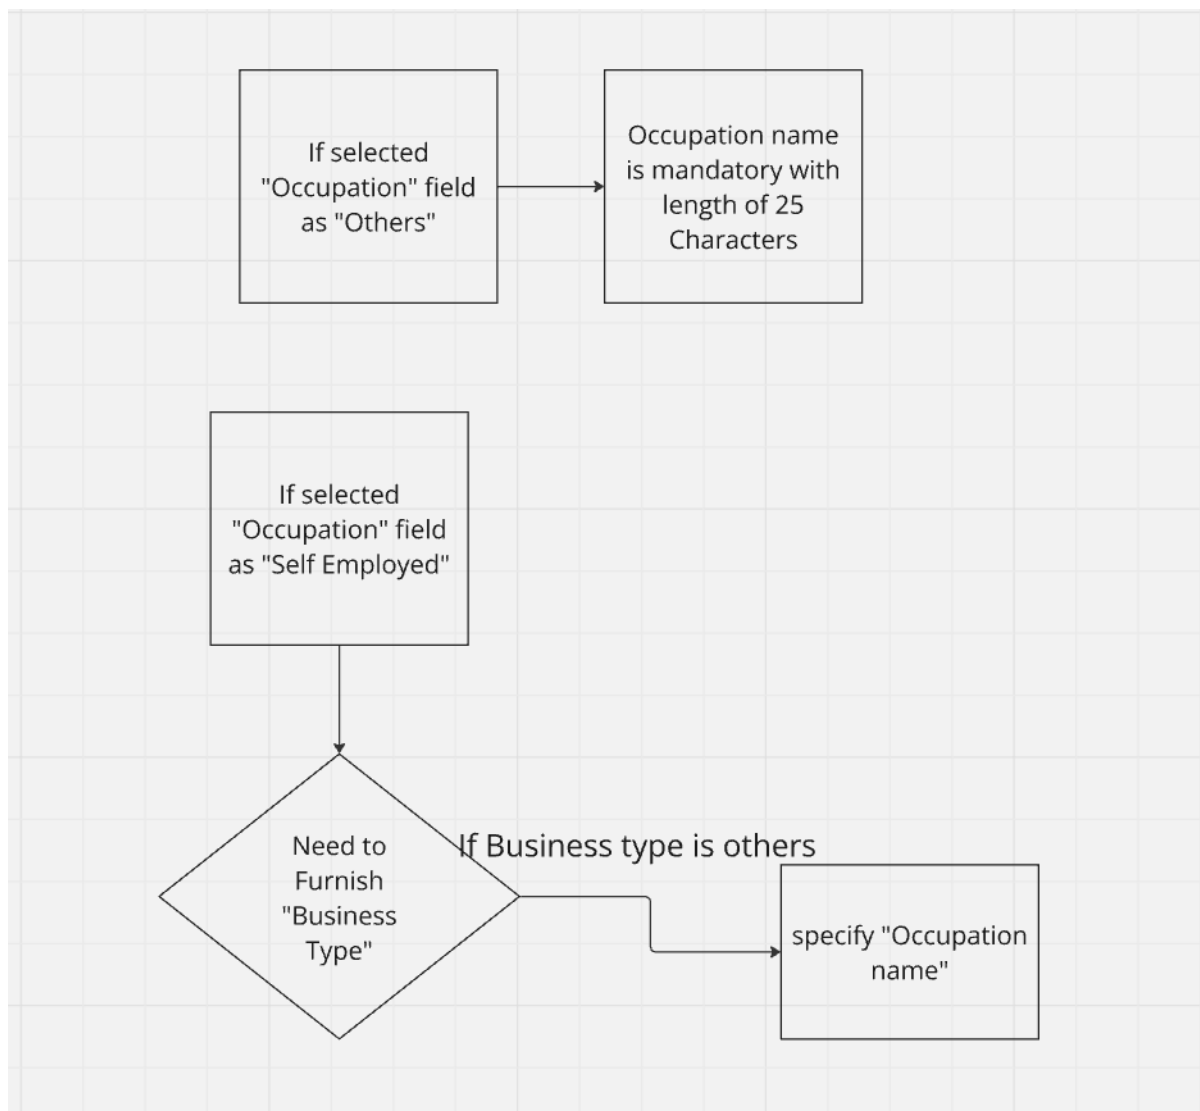 If selected
"Occupation" field
as "Others"
Occupation name
is mandatory with
length of 25
Characters
If selected
"Occupation" field
as "Self Employed"
Need to
Furnish
"Business
Type"
If Business type is others
specify "Occupation
name"